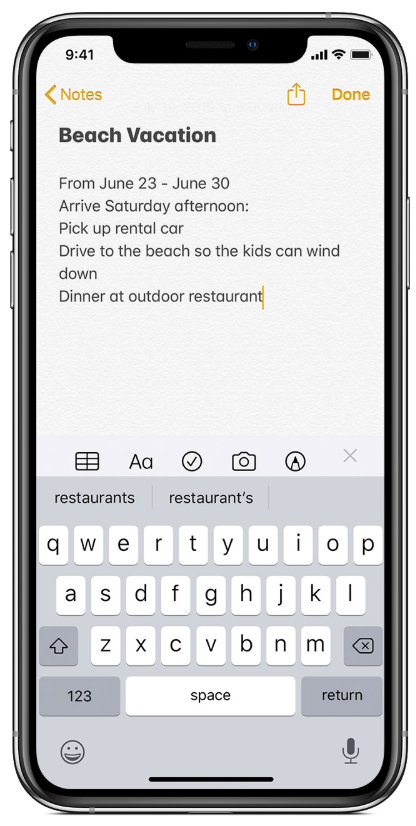 9:41
Notes
Done
Beach Vacation
From June 23 - June 30
Arrive Saturday afternoon:
Pick up rental car
Drive to the beach so the kids can wind
down
Dinner at outdoor restaurant
Aa
restaurants restaurant's
q w e r t y u i o p
a s d f g h j k l
z x c v b n m
123 space return